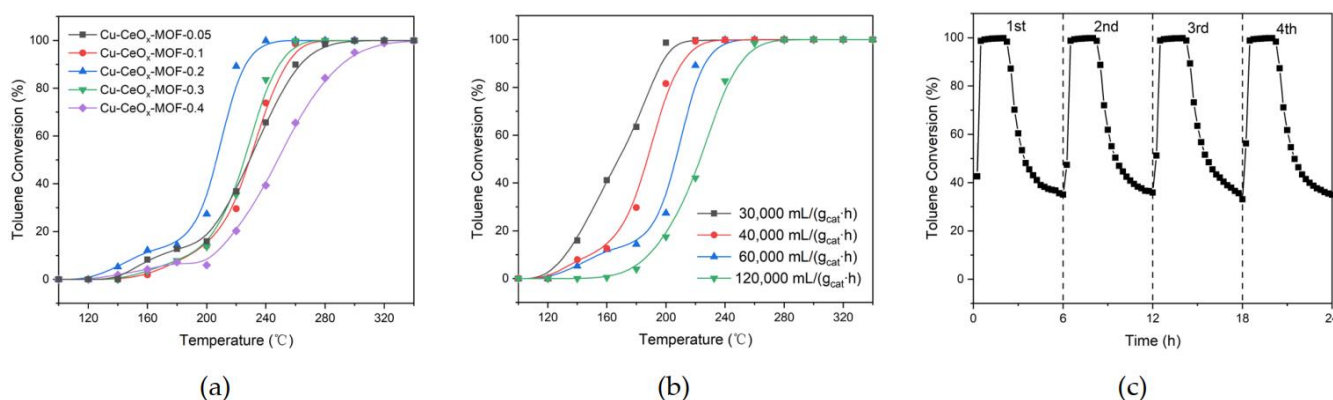 Cu-CeOx-MOF-0.05
Cu-CeOx-MOF-0.1
Cu-CeOx-MOF-0.2
Cu-CeOx-MOF-0.3
Cu-CeOx-MOF-0.4
100
80
60
40
20
0
Toluene Conversion (%)
120 160 200 240 280 320
Temperature (℃)
(a)
100
80
60
40
20
0
Toluene Conversion (%)
30,000 mL/(gcat·h)
40,000 mL/(gcat·h)
60,000 mL/(gcat·h)
120,000 mL/(gcat·h)
120 160 200 240 280 320
Temperature (℃)
(b)
1st 2nd 3rd 4th
100
80
60
40
20
0
Toluene Conversion (%)
0 6 12 18 24
Time (h)
(c)